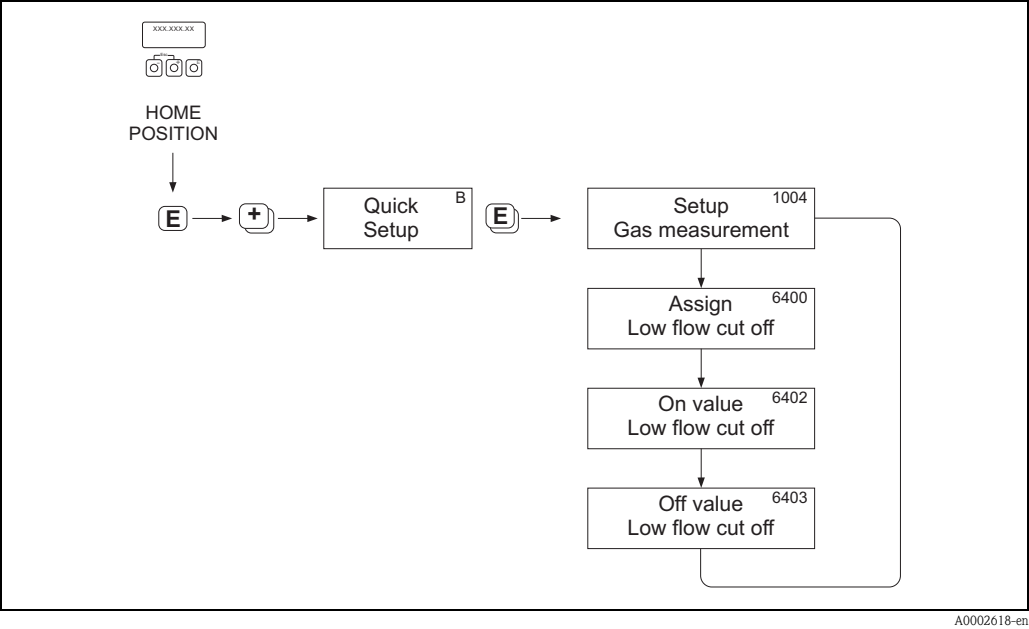 xxx.xxx.xx
Esc
E
- + E
HOME
POSITION
E
+
Quick
Setup
B
E
Setup
Gas measurement
1004
Assign
Low flow cut off
6400
On value
Low flow cut off
6402
Off value
Low flow cut off
6403
A0002618-en